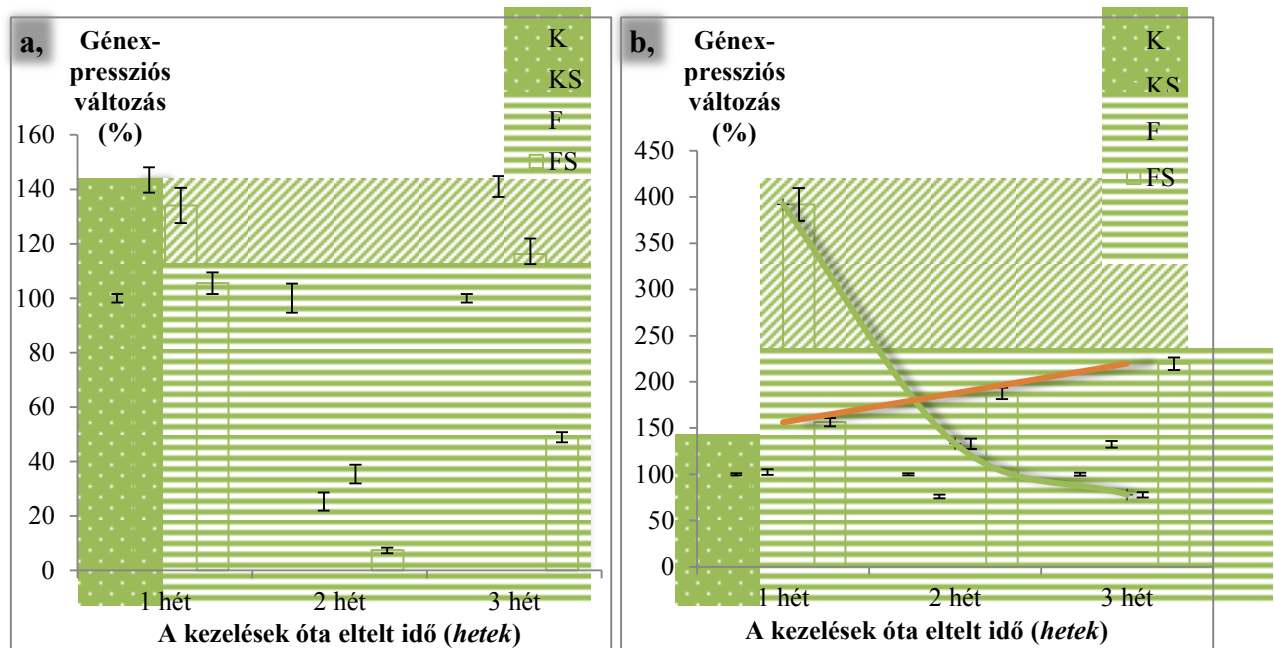 a,
Génex-
pressziós
változás
(%)
K
KS
F
FS
160
140
120
100
80
60
40
20
0
1 hét 2 hét 3 hét
A kezelések óta eltelt idő (hetek)
b,
Génex-
pressziós
változás
(%)
K
KS
F
FS
450
400
350
300
250
200
150
100
50
0
1 hét 2 hét 3 hét
A kezelések óta eltelt idő (hetek)